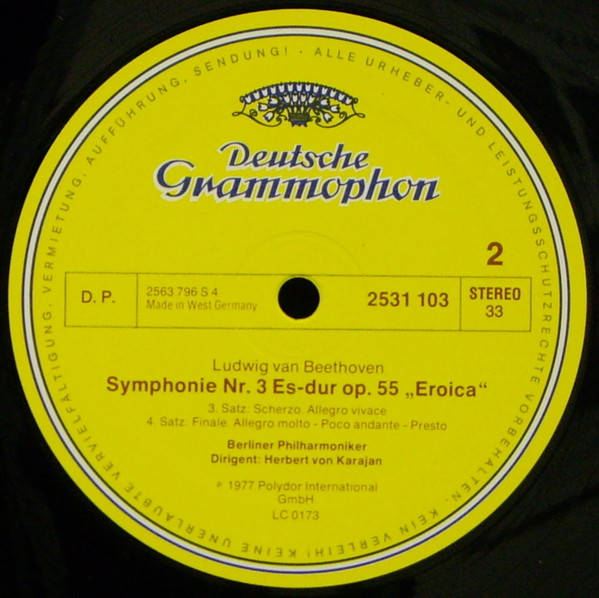 ALLE URHEBER- UND LEISTUNGSSCHUTZRECHTE VORBEHALTEN. KEIN VERLEIH! KEINE UNERLAUBTE VERVIELFÄLTIGUNG, VERMIETUNG, AUFFÜHRUNG, SENDUNG! ·
Deutsche
Grammophon
2
D. P.
2563 796 S 4
Made in West Germany
2531 103
STEREO
33
Ludwig van Beethoven
Symphonie Nr. 3 Es-dur op. 55 „Eroica“
3. Satz: Scherzo. Allegro vivace
4. Satz: Finale. Allegro molto - Poco andante - Presto
Berliner Philharmoniker
Dirigent: Herbert von Karajan
℗ 1977 Polydor International
GmbH
LC 0173